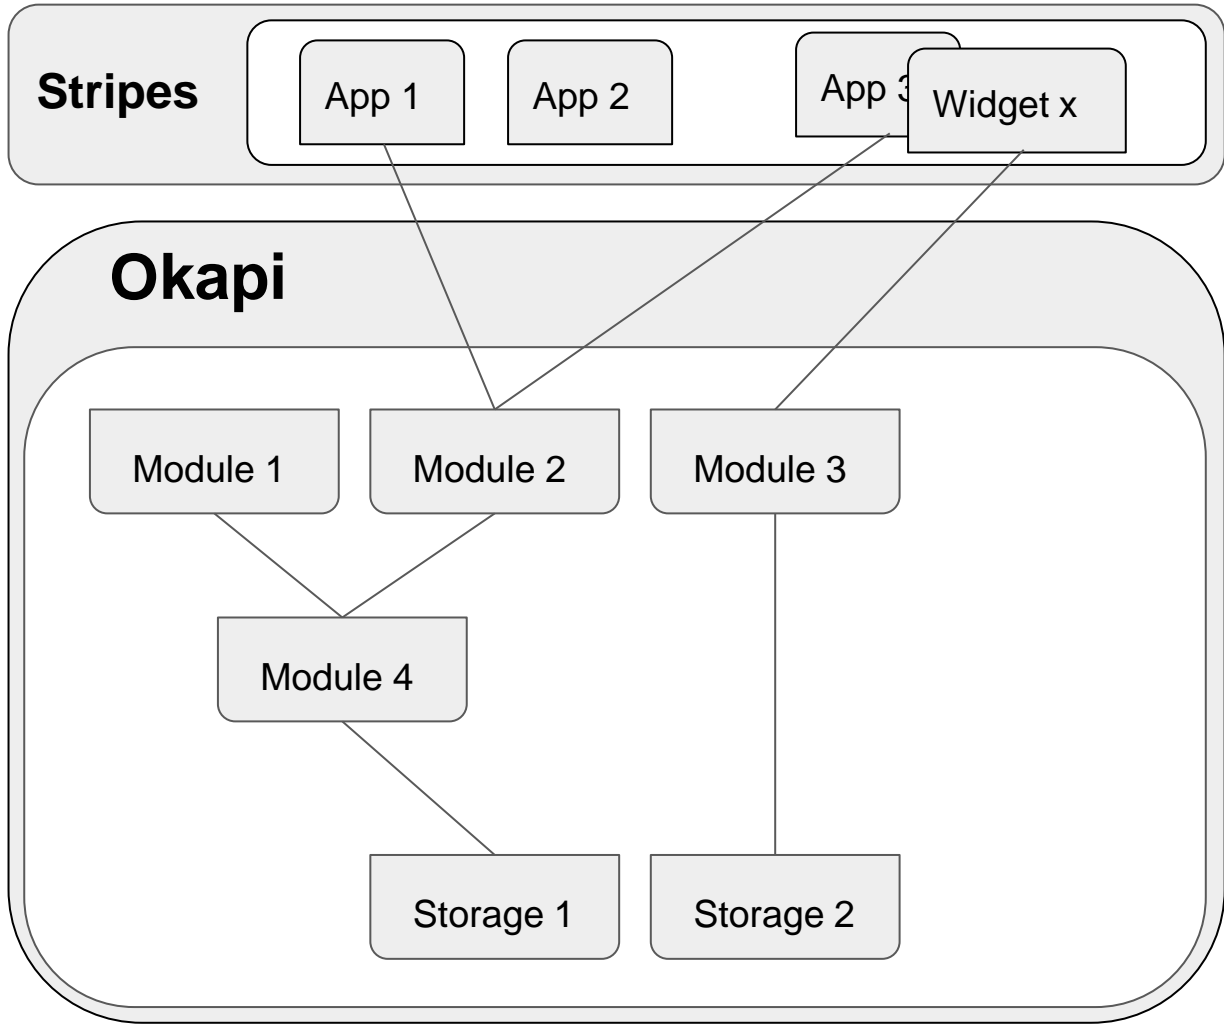 Stripes
App 1
App 2
App 3
Widget x
Okapi
Module 1
Module 2
Module 3
Module 4
Storage 1
Storage 2